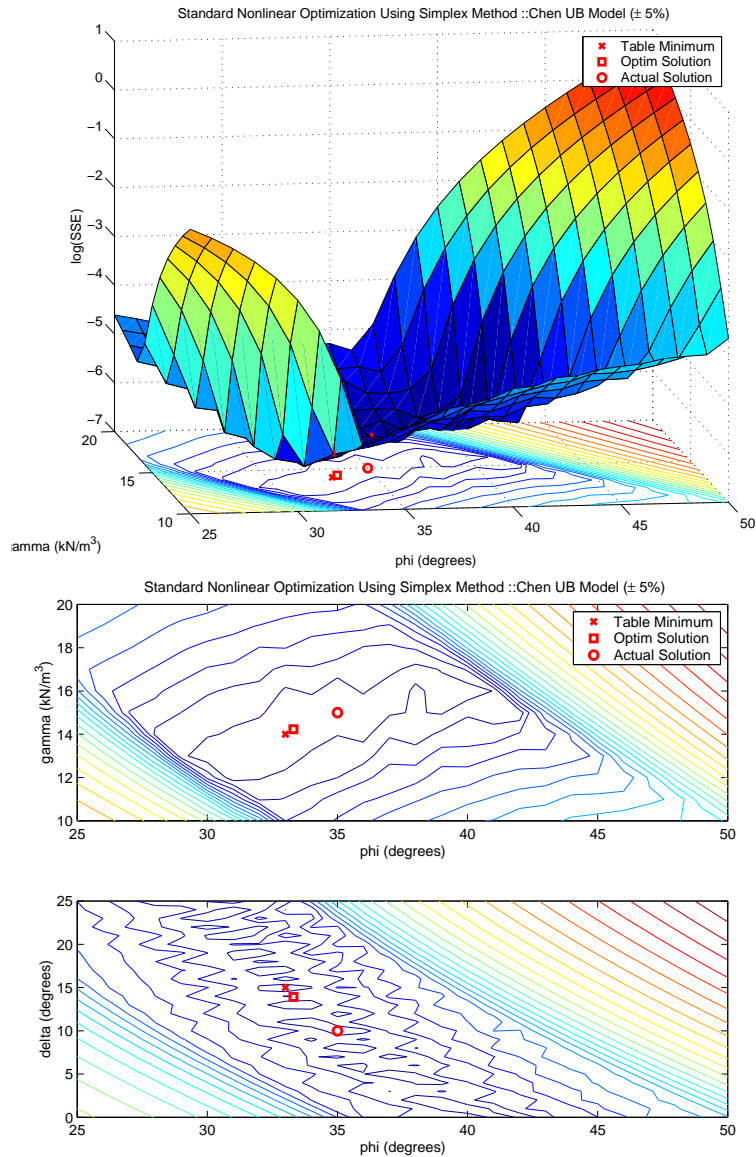 Standard Nonlinear Optimization Using Simplex Method ::Chen UB Model (± 5%)
Table Minimum
Optim Solution
Actual Solution
1
0
−1
−2
−3
−4
−5
−6
−7
log(SSE)
20
15
10
25
30
35
40
45
50
amma (kN/m³)
phi (degrees)
Standard Nonlinear Optimization Using Simplex Method ::Chen UB Model (± 5%)
Table Minimum
Optim Solution
Actual Solution
20
18
16
14
12
10
gamma (kN/m³)
25 30 35 40 45 50
phi (degrees)
25
20
15
10
5
0
delta (degrees)
25 30 35 40 45 50
phi (degrees)